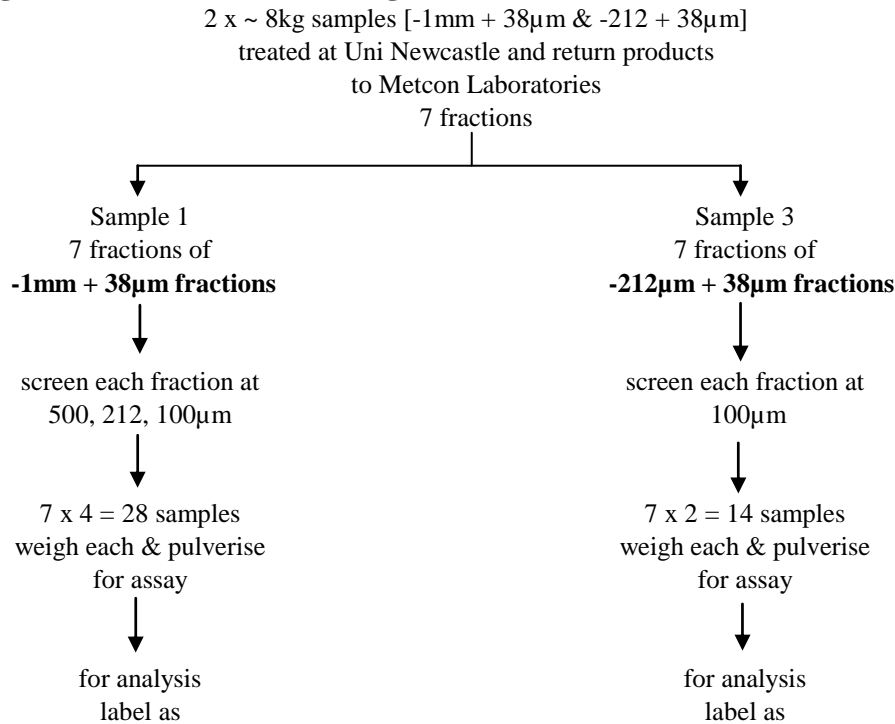 2 x ~ 8kg samples [-1mm + 38µm & -212 + 38µm]
treated at Uni Newcastle and return products
to Metcon Laboratories
7 fractions
Sample 1
7 fractions of
-1mm + 38µm fractions
screen each fraction at
500, 212, 100µm
7 x 4 = 28 samples
weigh each & pulverise
for assay
for analysis
label as
Sample 3
7 fractions of
-212µm + 38µm fractions
screen each fraction at
100µm
7 x 2 = 14 samples
weigh each & pulverise
for assay
for analysis
label as